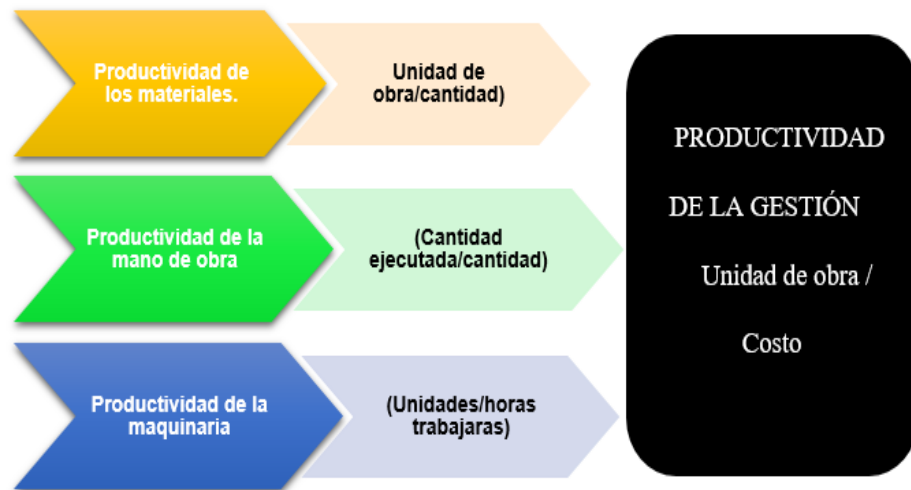 Productividad de
los materiales.
Unidad de
obra/cantidad)
Productividad de la
mano de obra
(Cantidad
ejecutada/cantidad)
Productividad de la
maquinaria
(Unidades/horas
trabajaras)
PRODUCTIVIDAD
DE LA GESTIÓN
Unidad de obra /
Costo